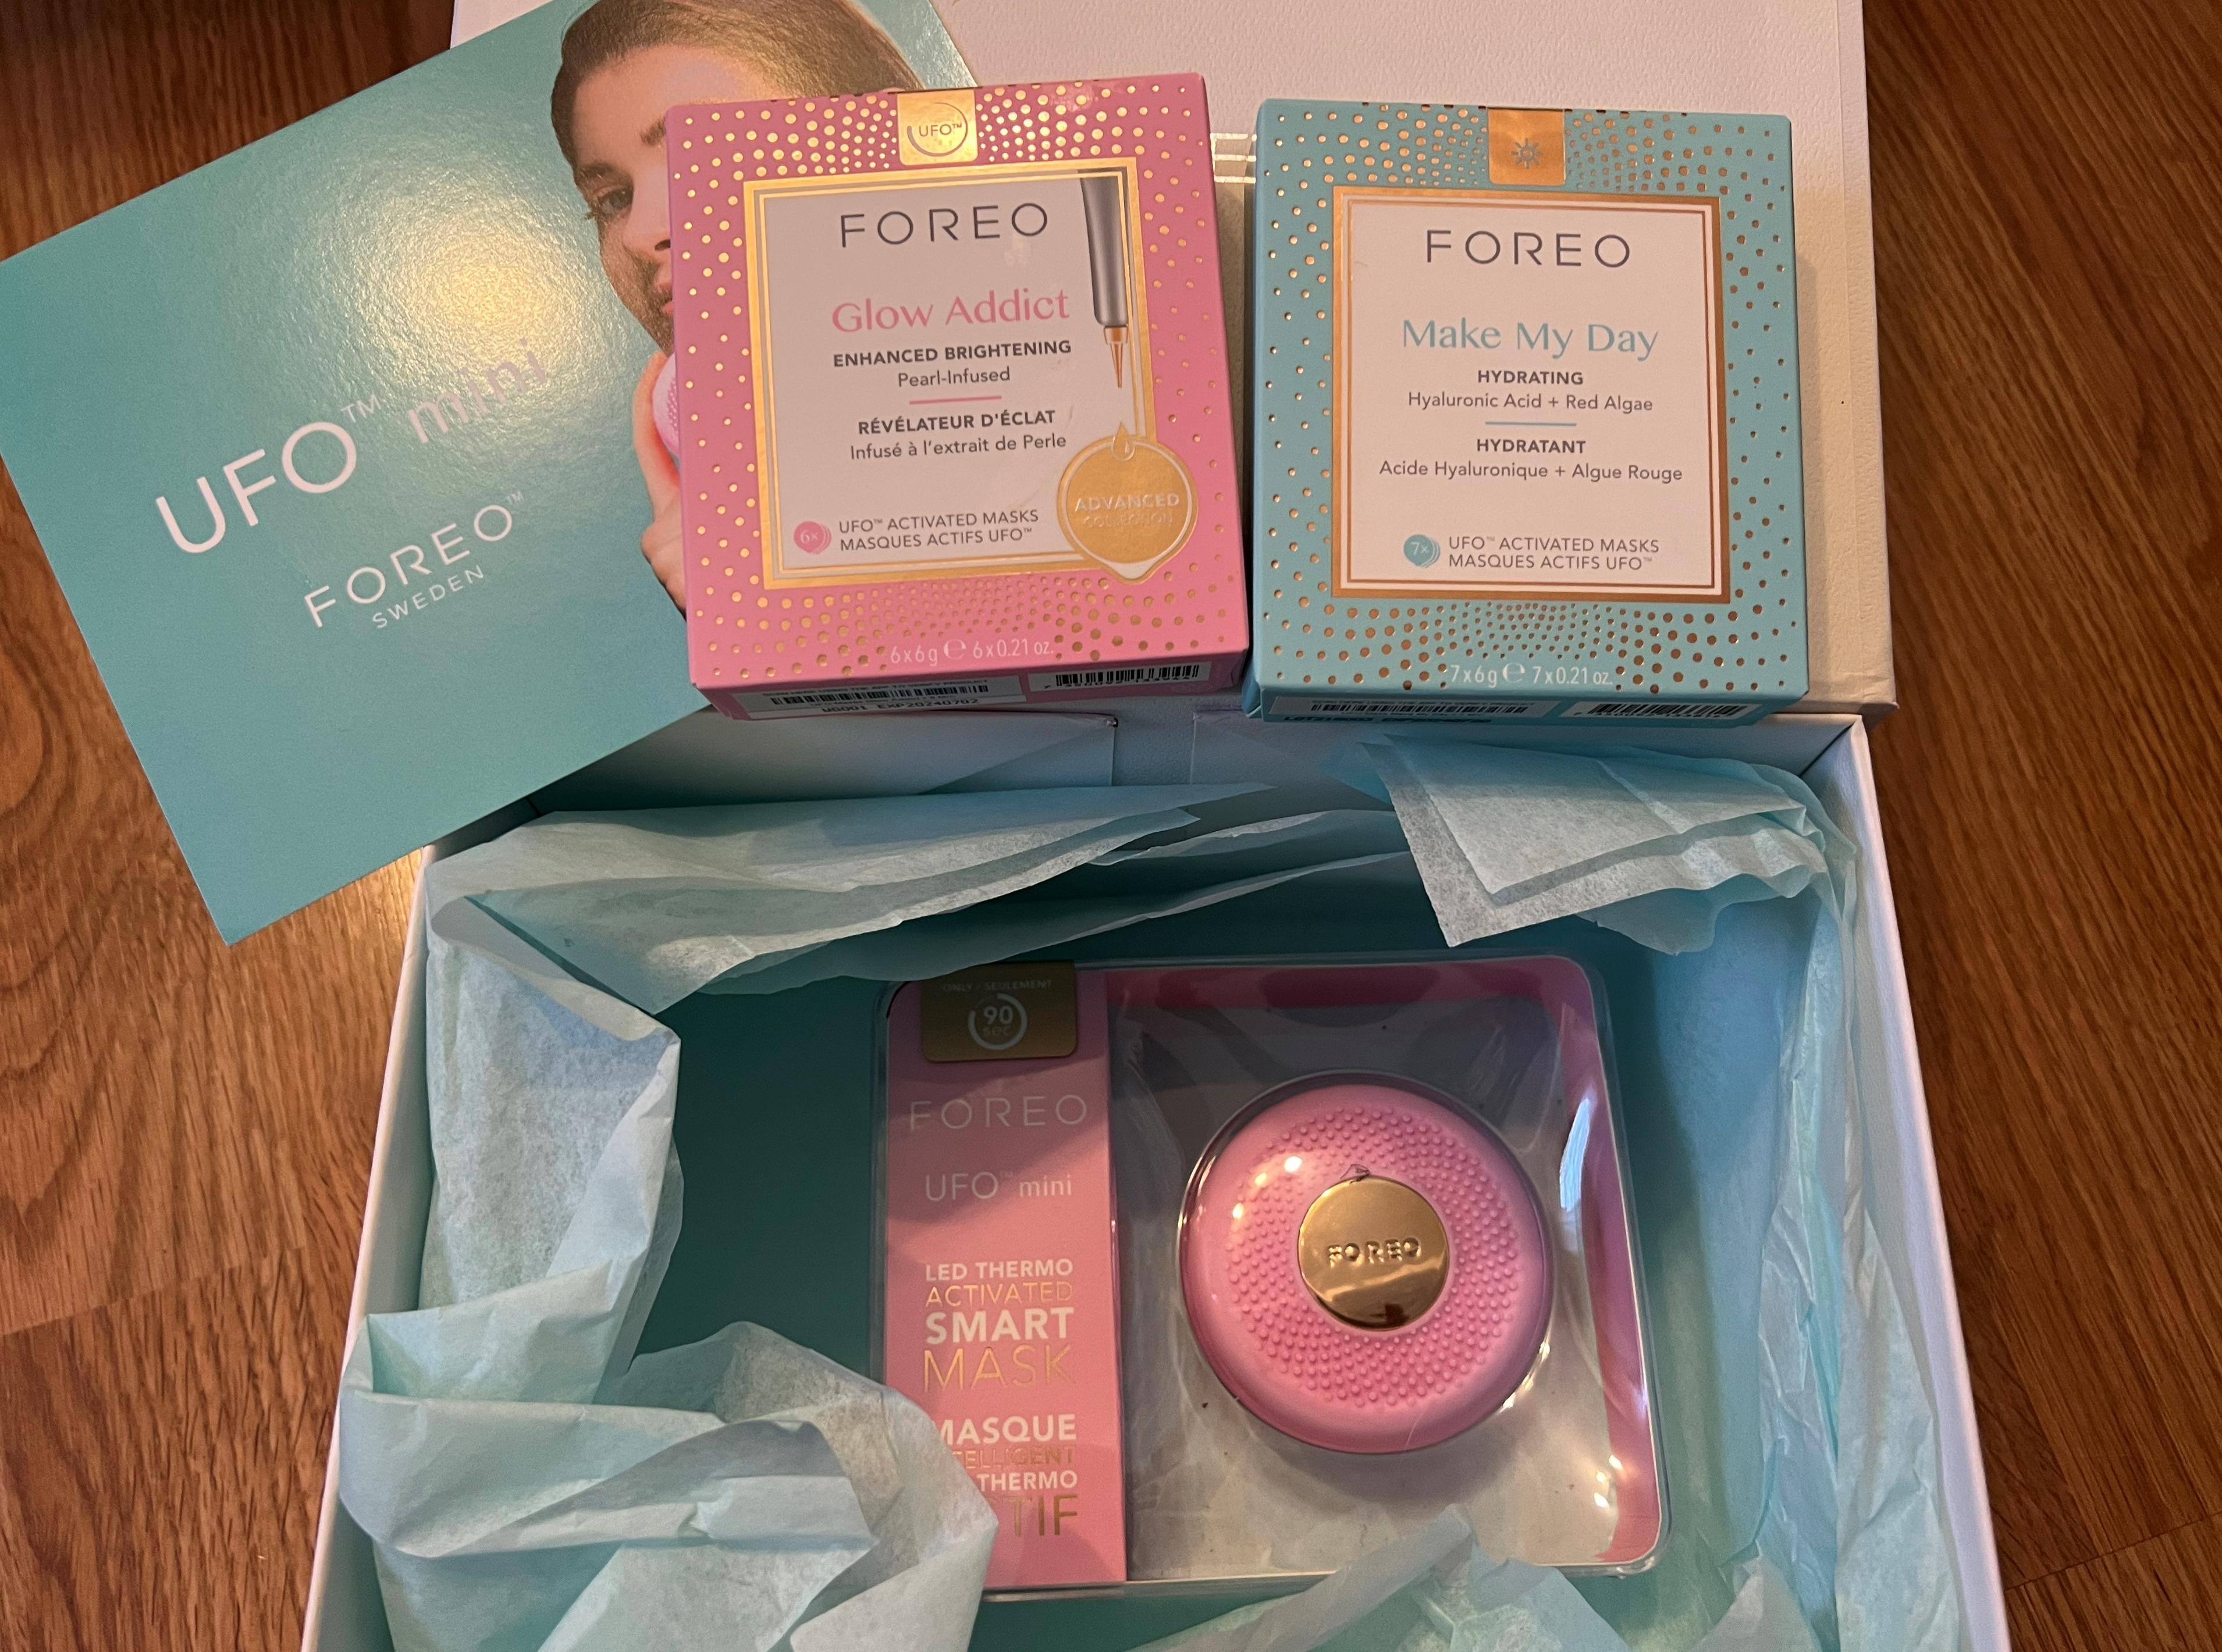 UFO™ mini
FOREO™
SWEDEN
UFO™
FOREO
Glow Addict
ENHANCED BRIGHTENING
Pearl-Infused
RÉVÉLATEUR D'ÉCLAT
Infusé à l'extrait de Perle
ADVANCED
COLLECTION
6x
UFO™ ACTIVATED MASKS
MASQUES ACTIFS UFO™
6x6g ℮ 6x0.21 oz.
EXP20240702
FOREO
Make My Day
HYDRATING
Hyaluronic Acid + Red Algae
HYDRATANT
Acide Hyaluronique + Algue Rouge
7x
UFO™ ACTIVATED MASKS
MASQUES ACTIFS UFO™
7x6g ℮ 7x0.21 oz.
ONLY / SEULEMENT
90
SEC
FOREO
UFO™ mini
LED THERMO
ACTIVATED
SMART
MASK
MASQUE
THERMO
TIF
FOREO